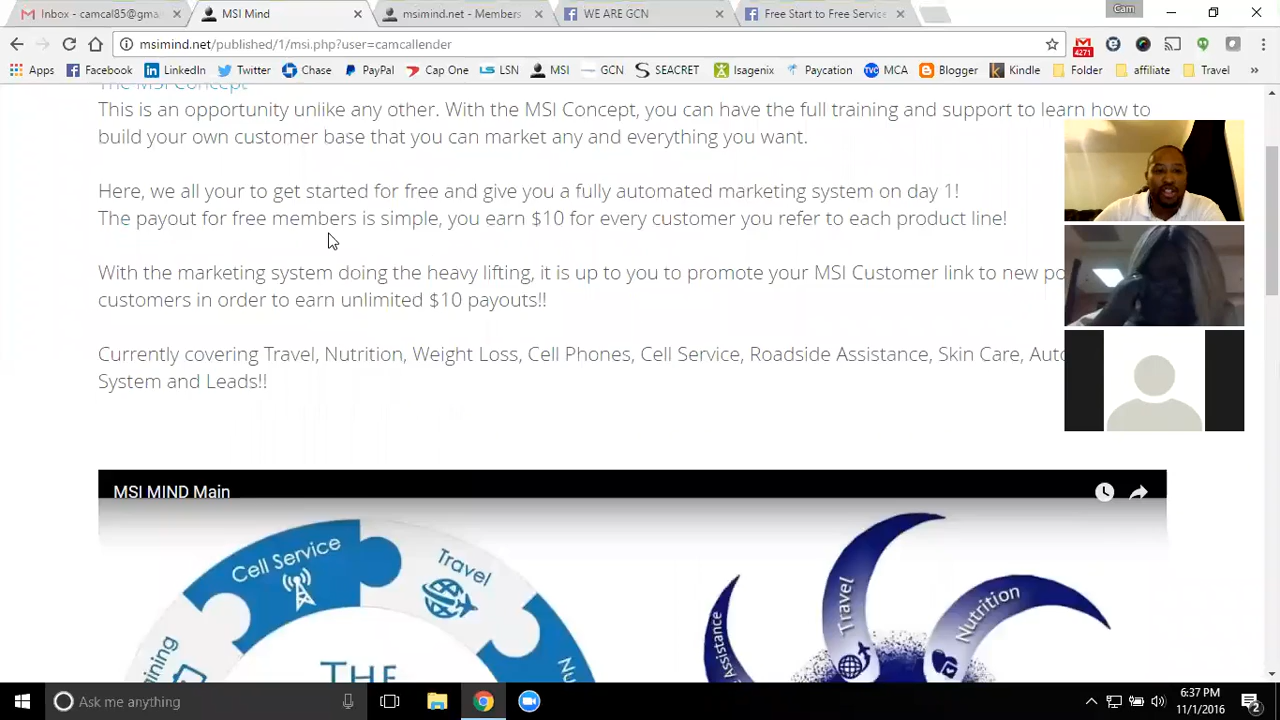 Inbox - camcal85@gmai
MSI Mind
msimind.net - Members
WE ARE GCN
Free Start to Free Service
Cam
msimind.net/published/1/msi.php?user=camcallender
4271
Apps Facebook LinkedIn Twitter Chase PayPal Cap One LSN MSI GCN SEACRET Isagenix Paycation MCA Blogger Kindle Folder affiliate Travel »
The MSI Concept
This is an opportunity unlike any other. With the MSI Concept, you can have the full training and support to learn how to
build your own customer base that you can market any and everything you want.
Here, we all your to get started for free and give you a fully automated marketing system on day 1!
The payout for free members is simple, you earn $10 for every customer you refer to each product line!
With the marketing system doing the heavy lifting, it is up to you to promote your MSI Customer link to new po
customers in order to earn unlimited $10 payouts!!
Currently covering Travel, Nutrition, Weight Loss, Cell Phones, Cell Service, Roadside Assistance, Skin Care, Auto
System and Leads!!
MSI MIND Main
Cell Service
Travel
Travel
Nutrition
Assistance
THE
Ask me anything
6:37 PM
11/1/2016
2